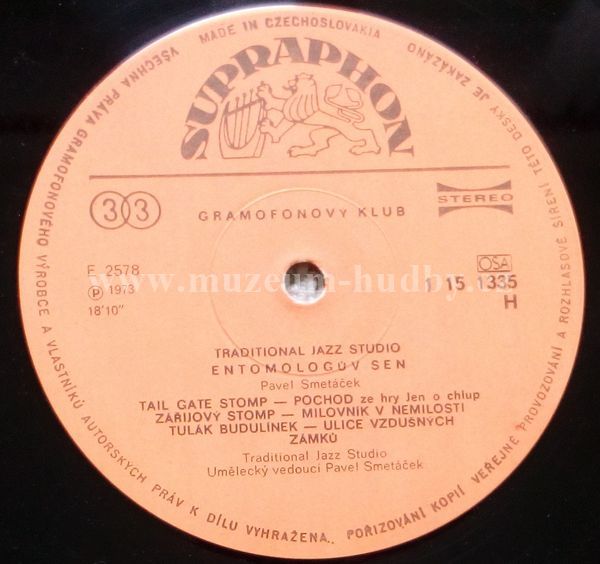 MADE IN CZECHOSLOVAKIA
VŠECHNA PRÁVA GRAMOFONOVÉHO VÝROBCE A VLASTNÍKŮ AUTORSKÝCH PRÁV K DÍLU VYHRAŽENA. POŘIZOVÁNÍ KOPIÍ VEŘEJNÉ PROVOZOVÁNÍ A ROZHLASOVÉ ŠÍŘENÍ TÉTO DESKY JE ZAKÁZÁNO
SUPRAPHON
33
GRAMOFONOVÝ KLUB
STEREO
F 2578
℗ 1973
18'10"
OSA
1 15 1335
H
www.muzeum-hudby.
TRADITIONAL JAZZ STUDIO
ENTOMOLOGŮV SEN
Pavel Smetáček
TAIL GATE STOMP — POCHOD ze hry Jen o chlup
ZÁŘIJOVÝ STOMP — MILOVNÍK V NEMILOSTI
TULÁK BUDULÍNEK — ULICE VZDUŠNÝCH
ZÁMKŮ
Traditional Jazz Studio
Umělecký vedoucí Pavel Smetáček